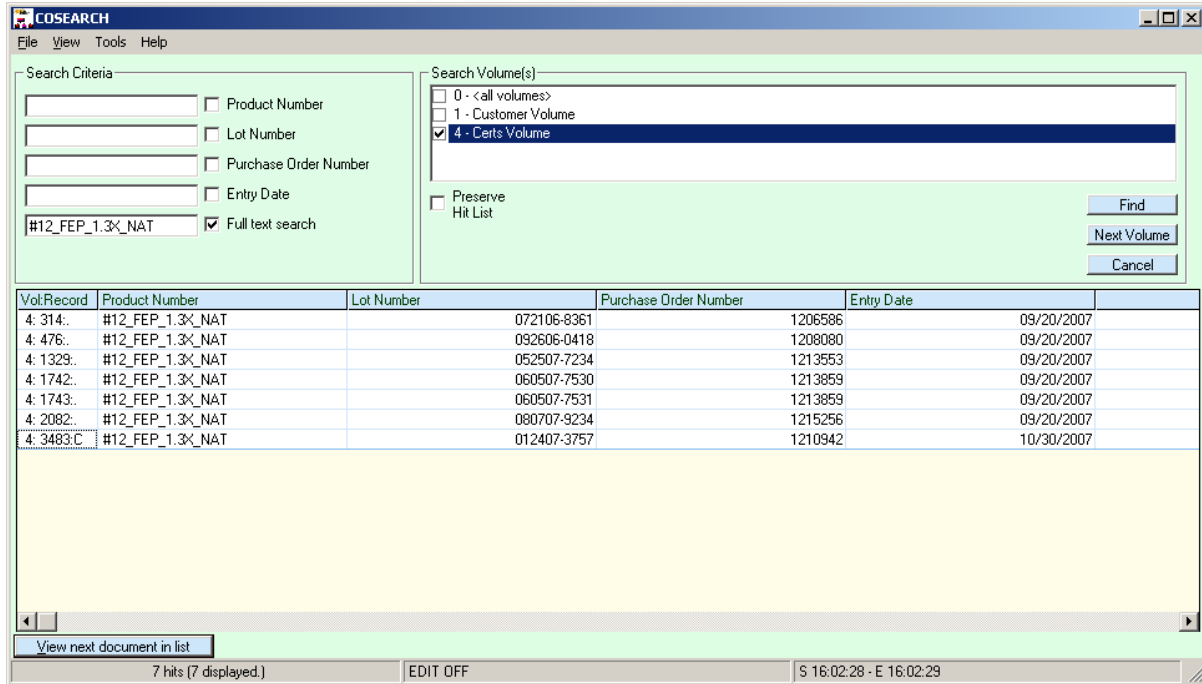 COSEARCH
File View Tools Help
Search Criteria
Product Number
Lot Number
Purchase Order Number
Entry Date
#12_FEP_1.3X_NAT Full text search
Search Volume(s)
0 - <all volumes>
1 - Customer Volume
4 - Certs Volume
Preserve
Hit List
Find
Next Volume
Cancel
Vol:Record Product Number Lot Number Purchase Order Number Entry Date
4: 314:. #12_FEP_1.3X_NAT 072106-8361 1206586 09/20/2007
4: 476:. #12_FEP_1.3X_NAT 092606-0418 1208080 09/20/2007
4: 1329:. #12_FEP_1.3X_NAT 052507-7234 1213553 09/20/2007
4: 1742:. #12_FEP_1.3X_NAT 060507-7530 1213859 09/20/2007
4: 1743:. #12_FEP_1.3X_NAT 060507-7531 1213859 09/20/2007
4: 2082:. #12_FEP_1.3X_NAT 080707-9234 1215256 09/20/2007
4: 3483:C #12_FEP_1.3X_NAT 012407-3757 1210942 10/30/2007
View next document in list
7 hits (7 displayed.) EDIT OFF S 16:02:28 - E 16:02:29